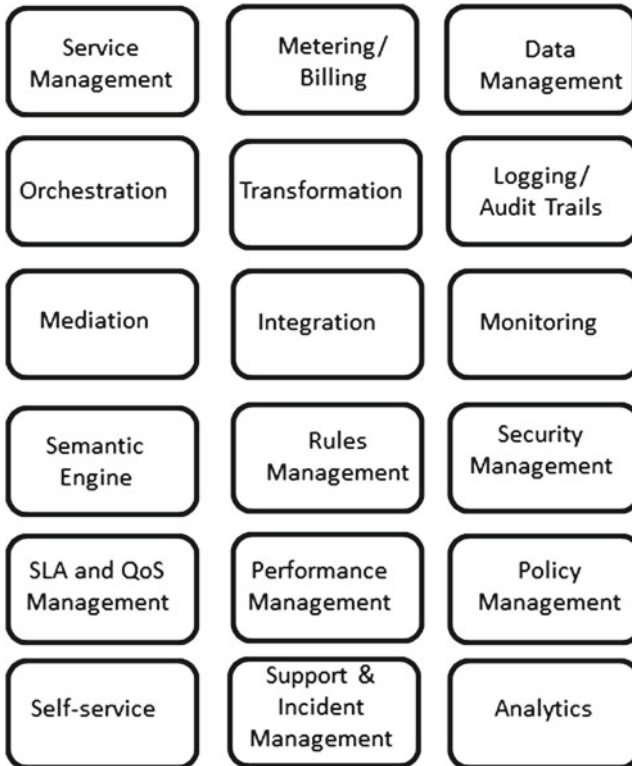 Service
Management
Metering/
Billing
Data
Management
Orchestration
Transformation
Logging/
Audit Trails
Mediation
Integration
Monitoring
Semantic
Engine
Rules
Management
Security
Management
SLA and QoS
Management
Performance
Management
Policy
Management
Self-service
Support &
Incident
Management
Analytics